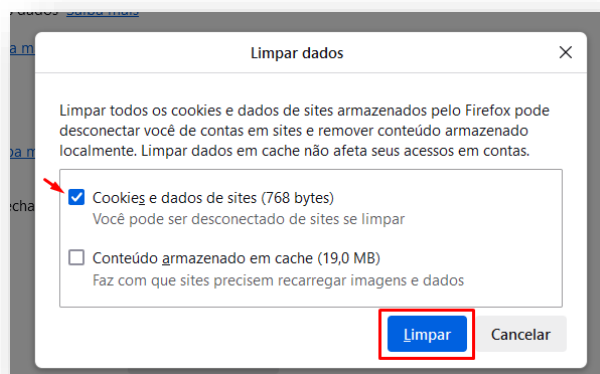 dados Saiba mais
Limpar dados
Limpar todos os cookies e dados de sites armazenados pelo Firefox pode
desconectar você de contas em sites e remover conteúdo armazenado
localmente. Limpar dados em cache não afeta seus acessos em contas.
Cookies e dados de sites (768 bytes)
Você pode ser desconectado de sites se limpar
Conteúdo armazenado em cache (19,0 MB)
Faz com que sites precisem recarregar imagens e dados
Limpar Cancelar